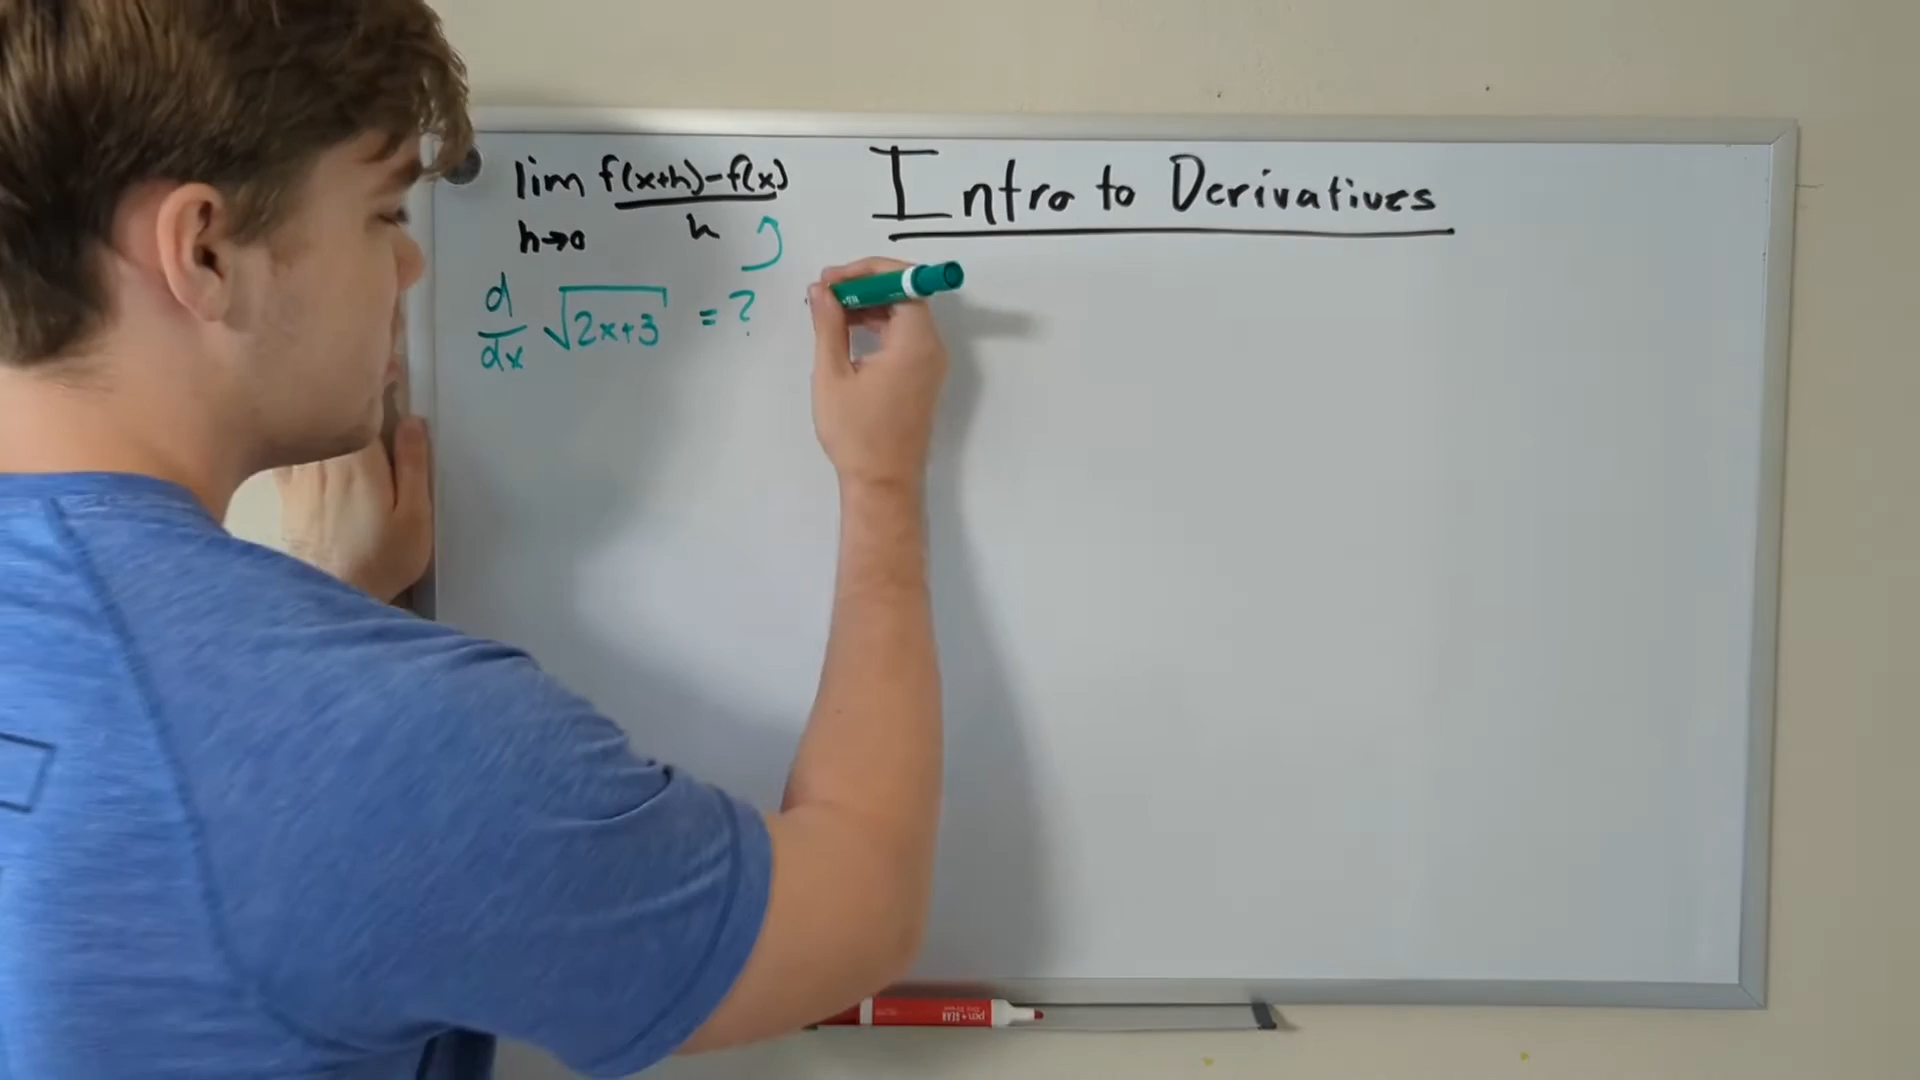 lim f(x+h)-f(x)
h→0 h
Intro to Derivatives
d/dx √2x+3 = ?